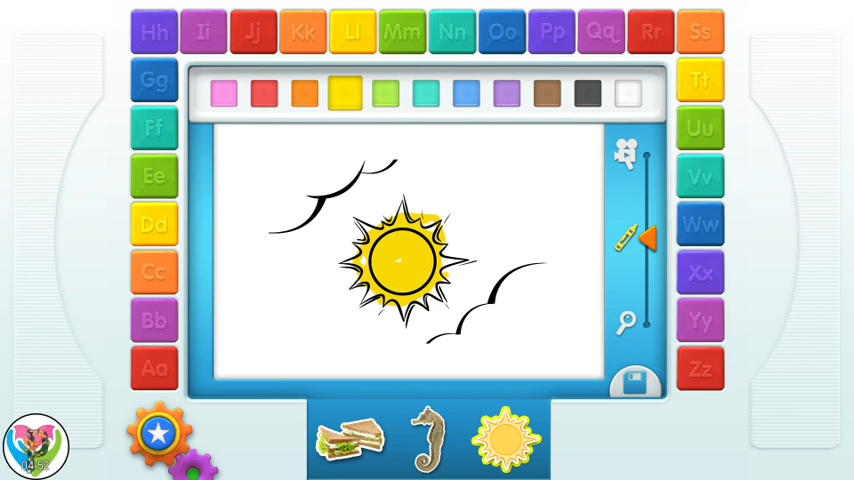 Hh Ii Jj Kk Ll Mm Nn Oo Pp Qq Rr Ss
Gg Tt
Ff Uu
Ee Vv
Dd Ww
Cc Xx
Bb Yy
Aa Zz
04:52